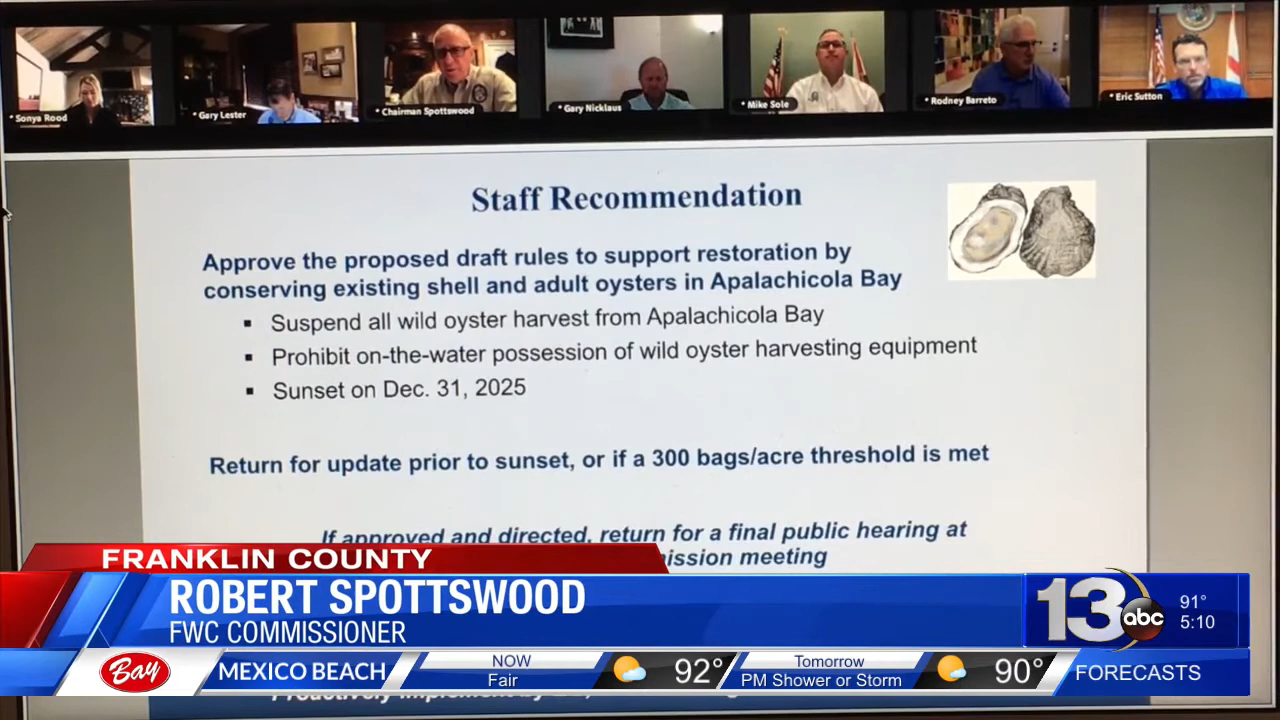 * Sonya Rood
* Gary Lester
* Chairman Spottswood
* Gary Nicklaus
* Mike Sole
* Rodney Barreto
* Eric Sutton
Staff Recommendation
Approve the proposed draft rules to support restoration by
conserving existing shell and adult oysters in Apalachicola Bay
▪ Suspend all wild oyster harvest from Apalachicola Bay
▪ Prohibit on-the-water possession of wild oyster harvesting equipment
▪ Sunset on Dec. 31, 2025
Return for update prior to sunset, or if a 300 bags/acre threshold is met
If approved and directed, return for a final public hearing at
meeting
FRANKLIN COUNTY
ROBERT SPOTTSWOOD
FWC COMMISSIONER
13 abc
91°
5:10
Bay
MEXICO BEACH
NOW
Fair
92°
Tomorrow
PM Shower or Storm
90°
FORECASTS